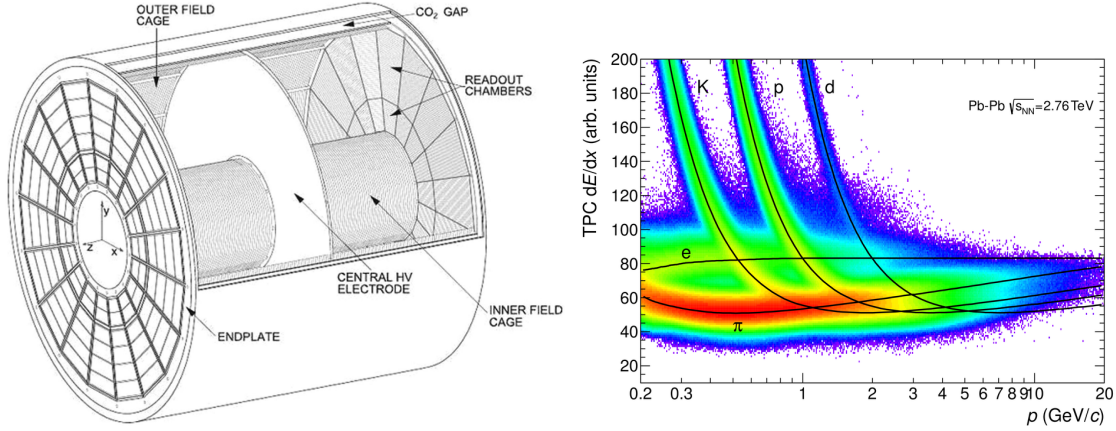 OUTER FIELD
CAGE
CO2 GAP
READOUT
CHAMBERS
y
z
x
CENTRAL HV
ELECTRODE
INNER FIELD
CAGE
ENDPLATE
TPC dE/dx (arb. units)
200
180
160
140
120
100
80
60
40
20
K
p
d
Pb-Pb √sNN=2.76TeV
e
π
0.2
0.3
1
2
3
4
5
6
7
8
9
10
20
p (GeV/c)